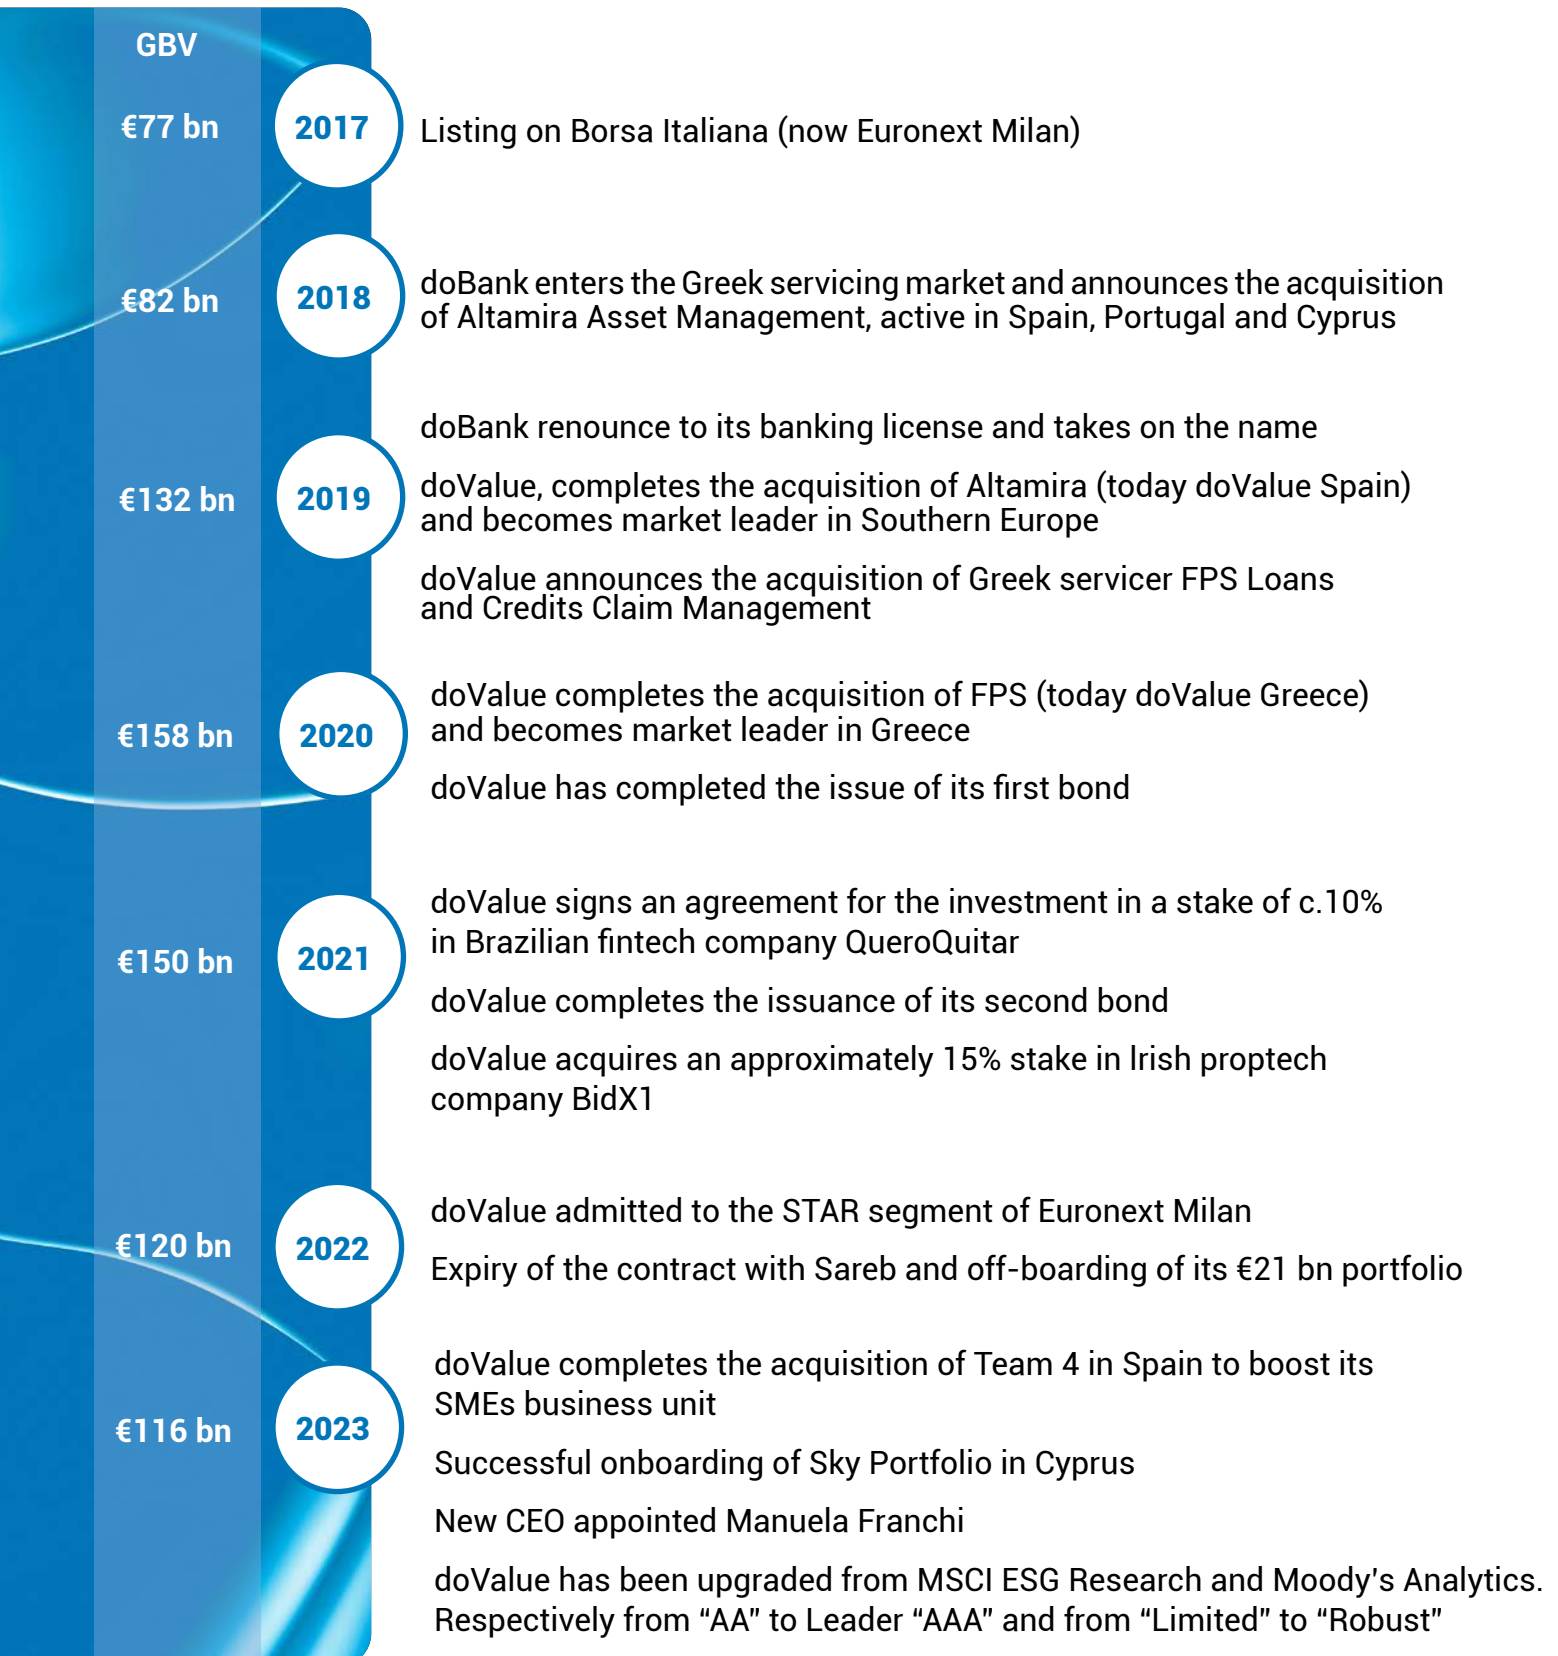 GBV
€77 bn
2017
Listing on Borsa Italiana (now Euronext Milan)
€82 bn
2018
doBank enters the Greek servicing market and announces the acquisition
of Altamira Asset Management, active in Spain, Portugal and Cyprus
€132 bn
2019
doBank renounce to its banking license and takes on the name
doValue, completes the acquisition of Altamira (today doValue Spain)
and becomes market leader in Southern Europe
doValue announces the acquisition of Greek servicer FPS Loans
and Credits Claim Management
€158 bn
2020
doValue completes the acquisition of FPS (today doValue Greece)
and becomes market leader in Greece
doValue has completed the issue of its first bond
€150 bn
2021
doValue signs an agreement for the investment in a stake of c.10%
in Brazilian fintech company QueroQuitar
doValue completes the issuance of its second bond
doValue acquires an approximately 15% stake in lrish proptech
company BidX1
€120 bn
2022
doValue admitted to the STAR segment of Euronext Milan
Expiry of the contract with Sareb and off-boarding of its €21 bn portfolio
€116 bn
2023
doValue completes the acquisition of Team 4 in Spain to boost its
SMEs business unit
Successful onboarding of Sky Portfolio in Cyprus
New CEO appointed Manuela Franchi
doValue has been upgraded from MSCI ESG Research and Moody's Analytics.
Respectively from “AA” to Leader “AAA” and from “Limited” to “Robust”